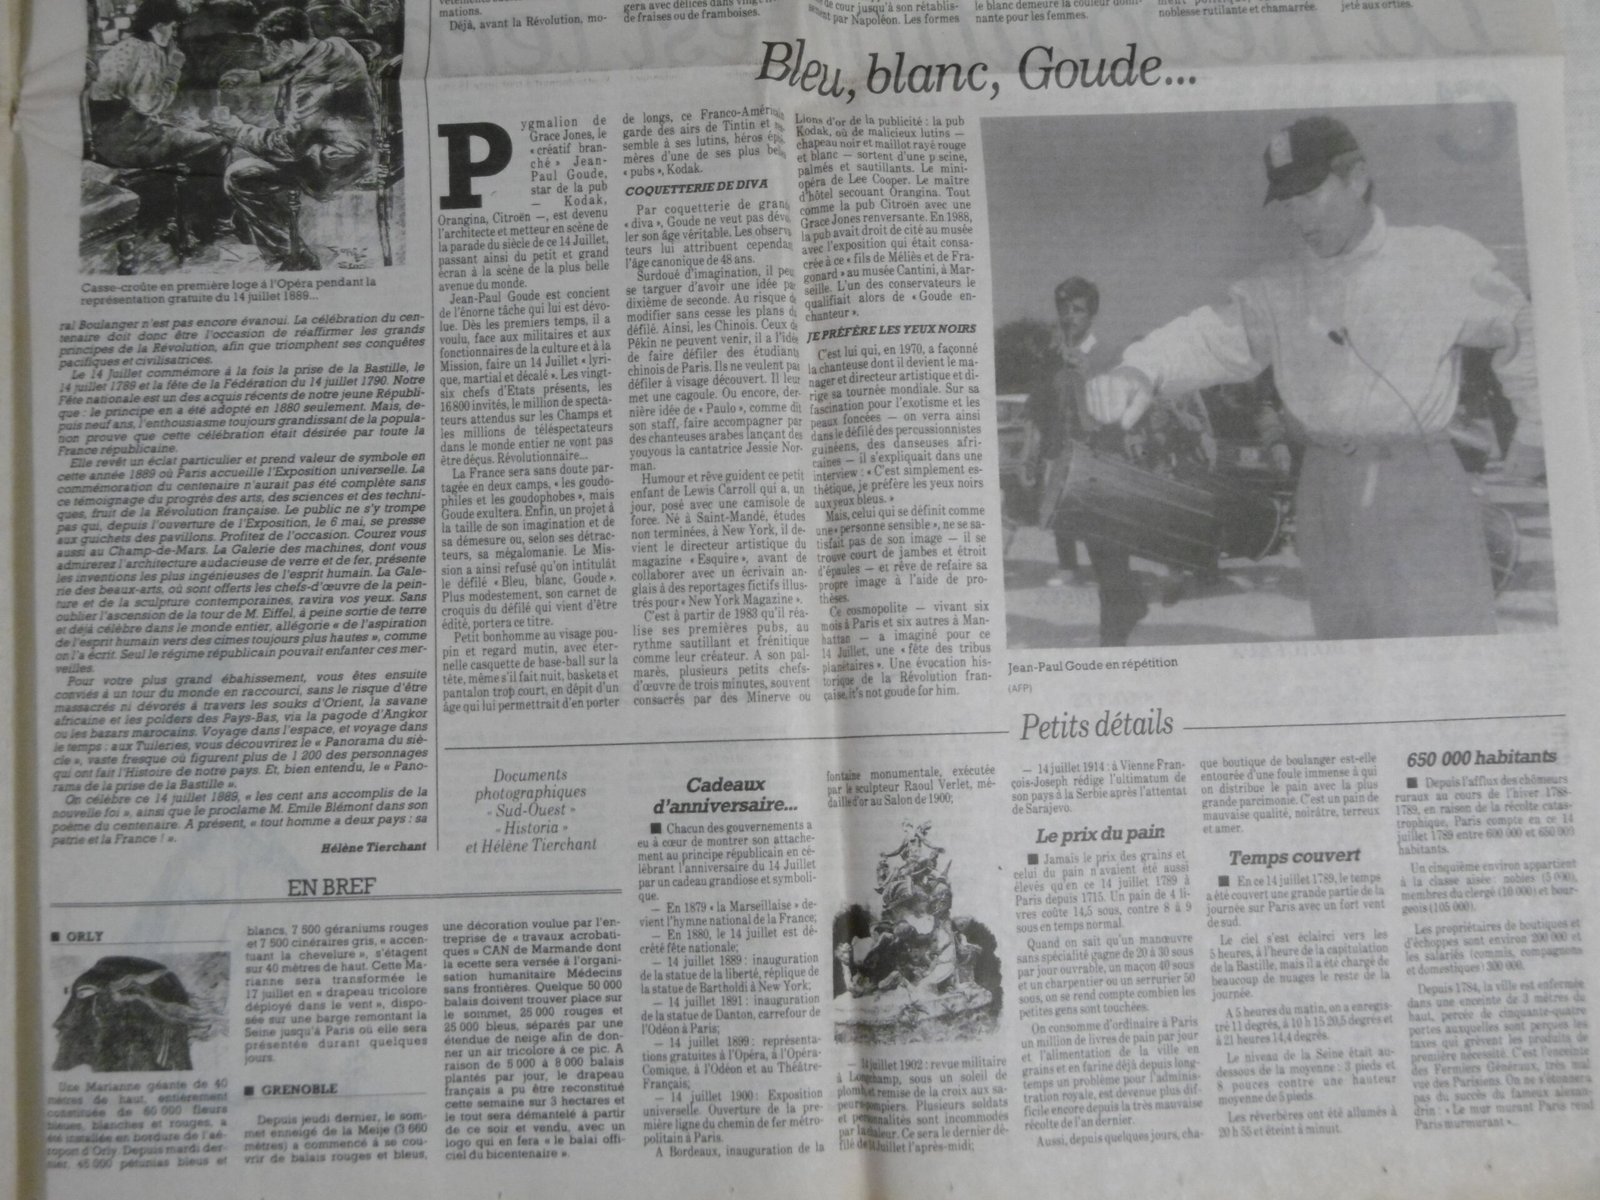 mations.
Déjà, avant la Révolution, mo-
gera avec délices dans vingt
de fraises ou de framboises.
cour jusqu'à son rétablis-
par Napoléon. Les formes
le blanc demeure la couleur domi-
nante pour les femmes.
noblesse rutilante et chamarrée.
jeté aux orties.
Bleu, blanc, Goude...
Casse-croûte en première loge à l'Opéra pendant la
représentation gratuite du 14 juillet 1889...
ral Boulanger n'est pas encore évanoui. La célébration du cen-
tenaire doit donc être l'occasion de réaffirmer les grands
principes de la Révolution, afin que triomphent ses conquêtes
pacifiques et civilisatrices.
Le 14 Juillet commémore à la fois la prise de la Bastille, le
14 juillet 1789 et la fête de la Fédération du 14 juillet 1790. Notre
Fête nationale est un des acquis récents de notre jeune Républi-
que : le principe en a été adopté en 1880 seulement. Mais, de-
puis neuf ans, l'enthousiasme toujours grandissant de la popula-
tion prouve que cette célébration était désirée par toute la
France républicaine.
Elle revêt un éclat particulier et prend valeur de symbole en
cette année 1889 où Paris accueille l'Exposition universelle. La
commémoration du centenaire n'aurait pas été complète sans
ce témoignage du progrès des arts, des sciences et des techni-
ques, fruit de la Révolution française. Le public ne s'y trompe
pas qui, depuis l'ouverture de l'Exposition, le 6 mai, se presse
aux guichets des pavillons. Profitez de l'occasion. Courez vous
aussi au Champ-de-Mars. La Galerie des machines, dont vous
admirerez l'architecture audacieuse de verre et de fer, présente
les inventions les plus ingénieuses de l'esprit humain. La Gale-
rie des beaux-arts, où sont offerts les chefs-d'œuvre de la pein-
ture et de la sculpture contemporaines, ravira vos yeux. Sans
oublier l'ascension de la tour de M. Eiffel, à peine sortie de terre
et déjà célèbre dans le monde entier, allégorie « de l'aspiration
de l'esprit humain vers des cimes toujours plus hautes », comme
on l'a écrit. Seul le régime républicain pouvait enfanter ces mer-
veilles.
Pour votre plus grand ébahissement, vous êtes ensuite
conviés à un tour du monde en raccourci, sans le risque d'être
massacrés ni dévorés à travers les souks d'Orient, la savane
africaine et les polders des Pays-Bas, via la pagode d'Angkor
ou les bazars marocains. Voyage dans l'espace, et voyage dans
le temps : aux Tuileries, vous découvrirez le « Panorama du siè-
cle », vaste fresque où figurent plus de 1 200 des personnages
qui ont fait l'Histoire de notre pays. Et, bien entendu, le « Pano-
rama de la prise de la Bastille ».
On célèbre ce 14 juillet 1889, « les cent ans accomplis de la
nouvelle foi », ainsi que le proclame M. Emile Blémont dans son
poème du centenaire. A présent, « tout homme a deux pays : sa
patrie et la France ! ».
Hélène Tierchant
Pygmalion de
Grace Jones, le
« créatif bran-
ché » Jean-
Paul Goude,
star de la pub
— Kodak,
Orangina, Citroën —, est devenu
l'architecte et metteur en scène de
la parade du siècle de ce 14 Juillet,
passant ainsi du petit et grand
écran à la scène de la plus belle
avenue du monde.
Jean-Paul Goude est concient
de l'énorme tâche qui lui est dévo-
lue. Dès les premiers temps, il a
voulu, face aux militaires et aux
fonctionnaires de la culture et à la
Mission, faire un 14 Juillet « lyri-
que, martial et décalé ». Les vingt-
six chefs d'Etats présents, les
16 800 invités, le million de specta-
teurs attendus sur les Champs et
les millions de téléspectateurs
dans le monde entier ne vont pas
être déçus. Révolutionnaire...
La France sera sans doute par-
tagée en deux camps, « les goudo-
philes et les goudophobes », mais
Goude exultera. Enfin, un projet à
la taille de son imagination et de
sa démesure ou, selon ses détrac-
teurs, sa mégalomanie. Le Mis-
sion a ainsi refusé qu'on intitulât
le défilé « Bleu, blanc, Goude ».
Plus modestement, son carnet de
croquis du défilé qui vient d'être
édité, portera ce titre.
Petit bonhomme au visage pou-
pin et regard mutin, avec éter-
nelle casquette de base-ball sur la
tête, même s'il fait nuit, baskets et
pantalon trop court, en dépit d'un
âge qui lui permettrait d'en porter
de longs, ce Franco-Américain
garde des airs de Tintin et
semble à ses lutins, héros éphé-
mères d'une de ses plus belles
« pubs », Kodak.
COQUETTERIE DE DIVA
Par coquetterie de grande
« diva », Goude ne veut pas dévoi-
ler son âge véritable. Les observa-
teurs lui attribuent cependant
l'âge canonique de 48 ans.
Surdoué d'imagination, il peut
se targuer d'avoir une idée par
dixième de seconde. Au risque de
modifier sans cesse les plans du
défilé. Ainsi, les Chinois. Ceux de
Pékin ne peuvent venir, il a l'idée
de faire défiler des étudiants
chinois de Paris. Ils ne veulent pas
défiler à visage découvert. Il leur
met une cagoule. Ou encore, der-
nière idée de « Paulo », comme dit
son staff, faire accompagner par
des chanteuses arabes lançant des
youyous la cantatrice Jessie Nor-
man.
Humour et rêve guident ce petit
enfant de Lewis Carroll qui a, un
jour, posé avec une camisole de
force. Né à Saint-Mandé, études
non terminées, à New York, il de-
vient le directeur artistique du
magazine « Esquire », avant de
collaborer avec un écrivain an-
glais à des reportages fictifs illus-
trés pour « New York Magazine ».
C'est à partir de 1983 qu'il réa-
lise ses premières pubs, au
rythme sautillant et frénétique
comme leur créateur. A son pal-
marès, plusieurs petits chefs-
d'œuvre de trois minutes, souvent
consacrés par des Minerve ou
Lions d'or de la publicité : la pub
Kodak, où de malicieux lutins —
chapeau noir et maillot rayé rouge
et blanc — sortent d'une p scine,
palmés et sautillants. Le mini-
opéra de Lee Cooper. Le maître
d'hôtel secouant Orangina. Tout
comme la pub Citroën avec une
Grace Jones renversante. En 1988,
la pub avait droit de cité au musée
avec l'exposition qui était consa-
crée à ce « fils de Méliès et de Fra-
gonard » au musée Cantini, à Mar-
seille. L'un des conservateurs le
qualifiait alors de « Goude en-
chanteur ».
JE PRÉFÈRE LES YEUX NOIRS
C'est lui qui, en 1970, a façonné
la chanteuse dont il devient le ma-
nager et directeur artistique et di-
rige sa tournée mondiale. Sur sa
fascination pour l'exotisme et les
peaux foncées — on verra ainsi
dans le défilé des percussionnistes
guinéens, des danseuses afri-
caines — il s'expliquait dans une
interview : « C'est simplement es-
thétique, je préfère les yeux noirs
aux yeux bleus. »
Mais, celui qui se définit comme
une « personne sensible », ne se sa-
tisfait pas de son image — il se
trouve court de jambes et étroit
d'épaules — et rêve de refaire sa
propre image à l'aide de pro-
thèses.
Ce cosmopolite — vivant six
mois à Paris et six autres à Man-
hattan — a imaginé pour ce
14 Juillet, une « fête des tribus
planétaires ». Une évocation his-
torique de la Révolution fran-
çaise, it's not goude for him.
Jean-Paul Goude en répétition
(AFP)
Petits détails
Documents
photographiques
« Sud-Ouest »
« Historia »
et Hélène Tierchant
EN BREF
■ ORLY
Une Marianne géante de 40
mètres de haut, entièrement
constituée de 60 000 fleurs
bleues, blanches et rouges, a
été installée en bordure de l'aé-
roport d'Orly. Depuis mardi der-
nier, 45 000 pétunias bleus et
blancs, 7 500 géraniums rouges
et 7 500 cinéraires gris, « accen-
tuant la chevelure », s'étagent
sur 40 mètres de haut. Cette Ma-
rianne sera transformée le
17 juillet en « drapeau tricolore
déployé dans le vent », dispo-
sée sur une barge remontant la
Seine jusqu'à Paris où elle sera
présentée durant quelques
jours.
■ GRENOBLE
Depuis jeudi dernier, le som-
met enneigé de la Meije (3 660
mètres) a commencé à se cou-
vrir de balais rouges et bleus,
une décoration voulue par l'en-
treprise de « travaux acrobati-
ques » CAN de Marmande dont
la ecette sera versée à l'organi-
sation humanitaire Médecins
sans frontières. Quelque 50 000
balais doivent trouver place sur
le sommet, 25 000 rouges et
25 000 bleus, séparés par une
étendue de neige afin de don-
ner un air tricolore à ce pic. A
raison de 5 000 à 8 000 balais
plantés par jour, le drapeau
français a pu être reconstitué
cette semaine sur 3 hectares et
le tout sera démantelé à partir
de ce soir et vendu, avec un
logo qui en fera « le balai offi-
ciel du bicentenaire ».
Cadeaux
d'anniversaire...
■ Chacun des gouvernements a
eu à cœur de montrer son attache-
ment au principe républicain en cé-
lébrant l'anniversaire du 14 Juillet
par un cadeau grandiose et symboli-
que.
— En 1879 « la Marseillaise » de-
vient l'hymne national de la France;
— En 1880, le 14 juillet est dé-
crété fête nationale;
— 14 juillet 1889 : inauguration
de la statue de la liberté, réplique de
la statue de Bartholdi à New York;
— 14 juillet 1891 : inauguration
de la statue de Danton, carrefour de
l'Odéon à Paris;
— 14 juillet 1899 : représenta-
tions gratuites à l'Opéra, à l'Opéra-
Comique, à l'Odéon et au Théâtre-
Français;
— 14 juillet 1900 : Exposition
universelle. Ouverture de la pre-
mière ligne du chemin de fer métro-
politain à Paris.
A Bordeaux, inauguration de la
fontaine monumentale, exécutée
par le sculpteur Raoul Verlet, mé-
daille d'or au Salon de 1900;
juillet 1902 : revue militaire
à Longchamp, sous un soleil de
plomb et remise de la croix aux sa-
peurs-pompiers. Plusieurs soldats
et personnalités sont incommodés
par la chaleur. Ce sera le dernier dé-
filé de 14 Juillet l'après-midi;
— 14 juillet 1914 : à Vienne Fran-
çois-Joseph rédige l'ultimatum de
son pays à la Serbie après l'attentat
de Sarajevo.
Le prix du pain
■ Jamais le prix des grains et
celui du pain n'avaient été aussi
élevés qu'en ce 14 juillet 1789 à
Paris depuis 1715. Un pain de 4 li-
vres coûte 14,5 sous, contre 8 à 9
sous en temps normal.
Quand on sait qu'un manœuvre
sans spécialité gagne de 20 à 30 sous
par jour ouvrable, un maçon 40 sous
et un charpentier ou un serrurier 50
sous, on se rend compte combien les
petites gens sont touchées.
On consomme d'ordinaire à Paris
un million de livres de pain par jour
et l'alimentation de la ville en
grains et en farine déjà depuis long-
temps un problème pour l'adminis-
tration royale, est devenue plus dif-
ficile encore depuis la très mauvaise
récolte de l'an dernier.
Aussi, depuis quelques jours, cha-
que boutique de boulanger est-elle
entourée d'une foule immense à qui
on distribue le pain avec la plus
grande parcimonie. C'est un pain de
mauvaise qualité, noirâtre, terreux
et amer.
Temps couvert
■ En ce 14 juillet 1789, le temps
a été couvert une grande partie de la
journée sur Paris avec un fort vent
de sud.
Le ciel s'est éclairci vers les
5 heures, à l'heure de la capitulation
de la Bastille, mais il a été chargé de
beaucoup de nuages le reste de la
journée.
A 5 heures du matin, on a enregis-
tré 11 degrés, à 10 h 15 20,5 degrés et
à 21 heures 14,4 degrés.
Le niveau de la Seine était au-
dessous de la moyenne : 3 pieds et
8 pouces contre une hauteur
moyenne de 5 pieds.
Les réverbères ont été allumés à
20 h 55 et éteint à minuit.
650 000 habitants
■ Depuis l'afflux des chômeurs
ruraux au cours de l'hiver 1788-
1789, en raison de la récolte catas-
trophique, Paris compte en ce 14
juillet 1789 entre 600 000 et 650 000
habitants.
Un cinquième environ appartient
à la classe aisée : nobles (5 000),
membres du clergé (10 000) et bour-
geois (105 000).
Les propriétaires de boutiques et
d'échoppes sont environ 200 000 et
les salariés (commis, compagnons
et domestiques) 300 000.
Depuis 1784, la ville est enfermée
dans une enceinte de 3 mètres de
haut, percée de cinquante-quatre
portes auxquelles sont perçues les
taxes qui grèvent les produits de
première nécessité. C'est l'enceinte
des Fermiers Généraux, très mal
vue des Parisiens. On ne s'étonnera
pas du succès du fameux alexan-
drin : « Le mur murant Paris rend
Paris murmurant ».